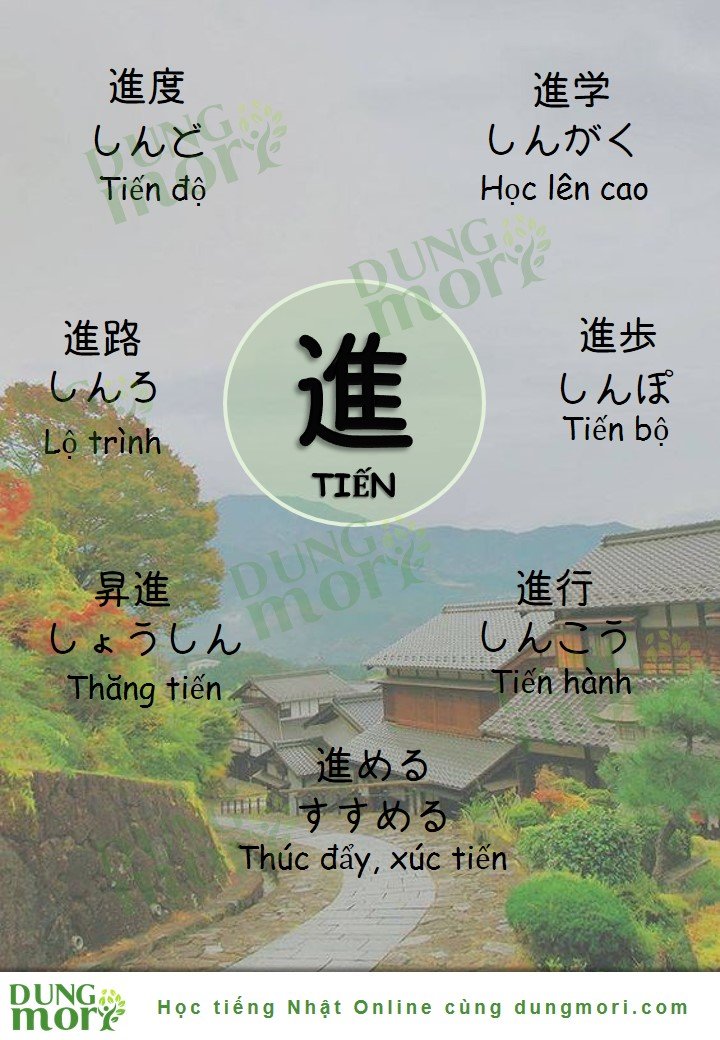 進度
しんど
Tiến độ
進学
しんがく
Học lên cao
進路
しんろ
Lộ trình
進
TIẾN
進歩
しんぽ
Tiến bộ
昇進
しょうしん
Thăng tiến
進行
しんこう
Tiến hành
進める
すすめる
Thúc đẩy, xúc tiến
DUNG
mori
DUNG
mori
DUNG
mori
DUNG
mori
Học tiếng Nhật Online cùng dungmori.com